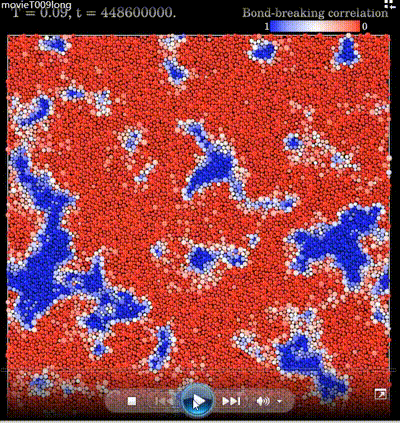 movieT009long
T = 0.09, t = 448600000.
Bond-breaking correlation
1 0